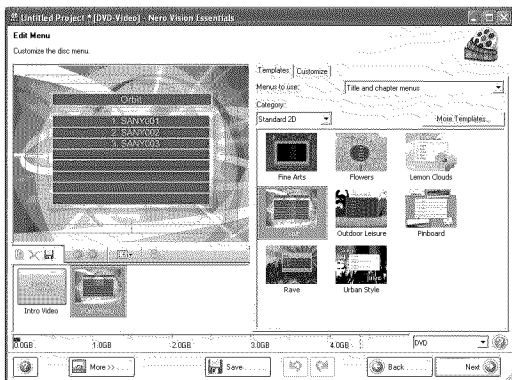 Untitled Project *[DVD-Video] - Nero Vision Essentials
Edit Menu
Customize the disc menu.
Templates Customize
Menus to use: Title and chapter menus
Category:
Standard 2D More Templates...
Orbit
1. SANY001
2. SANY002
3. SANY003
Fine Arts Flowers Lemon Clouds
Outdoor Leisure Pinboard
Rave Urban Style
Intro Video
0.0GB 1.0GB 2.0GB 3.0GB 4.0GB DVD
More >> Save Back Next